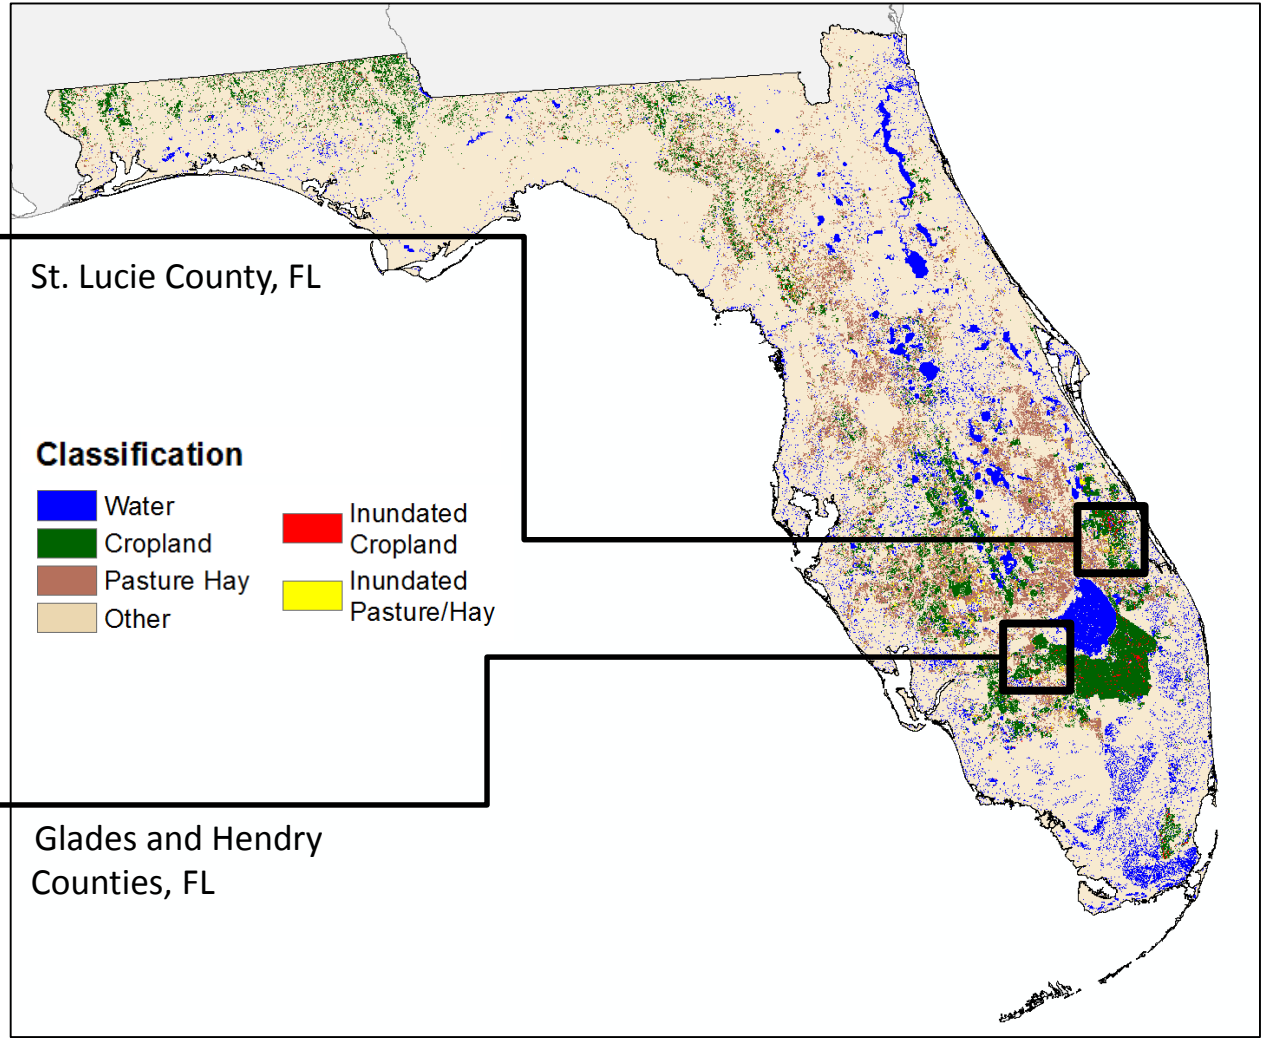 St. Lucie County, FL
Classification
Water
Cropland
Pasture Hay
Other
Inundated
Cropland
Inundated
Pasture/Hay
Glades and Hendry
Counties, FL